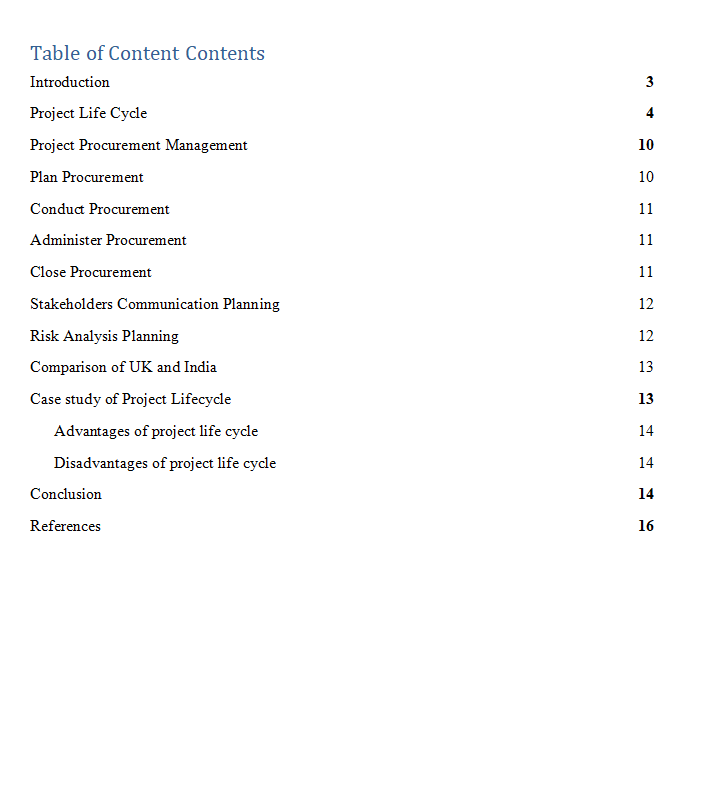 Table of Content Contents
Introduction 3
Project Life Cycle 4
Project Procurement Management 10
Plan Procurement 10
Conduct Procurement 11
Administer Procurement 11
Close Procurement 11
Stakeholders Communication Planning 12
Risk Analysis Planning 12
Comparison of UK and India 13
Case study of Project Lifecycle 13
Advantages of project life cycle 14
Disadvantages of project life cycle 14
Conclusion 14
References 16